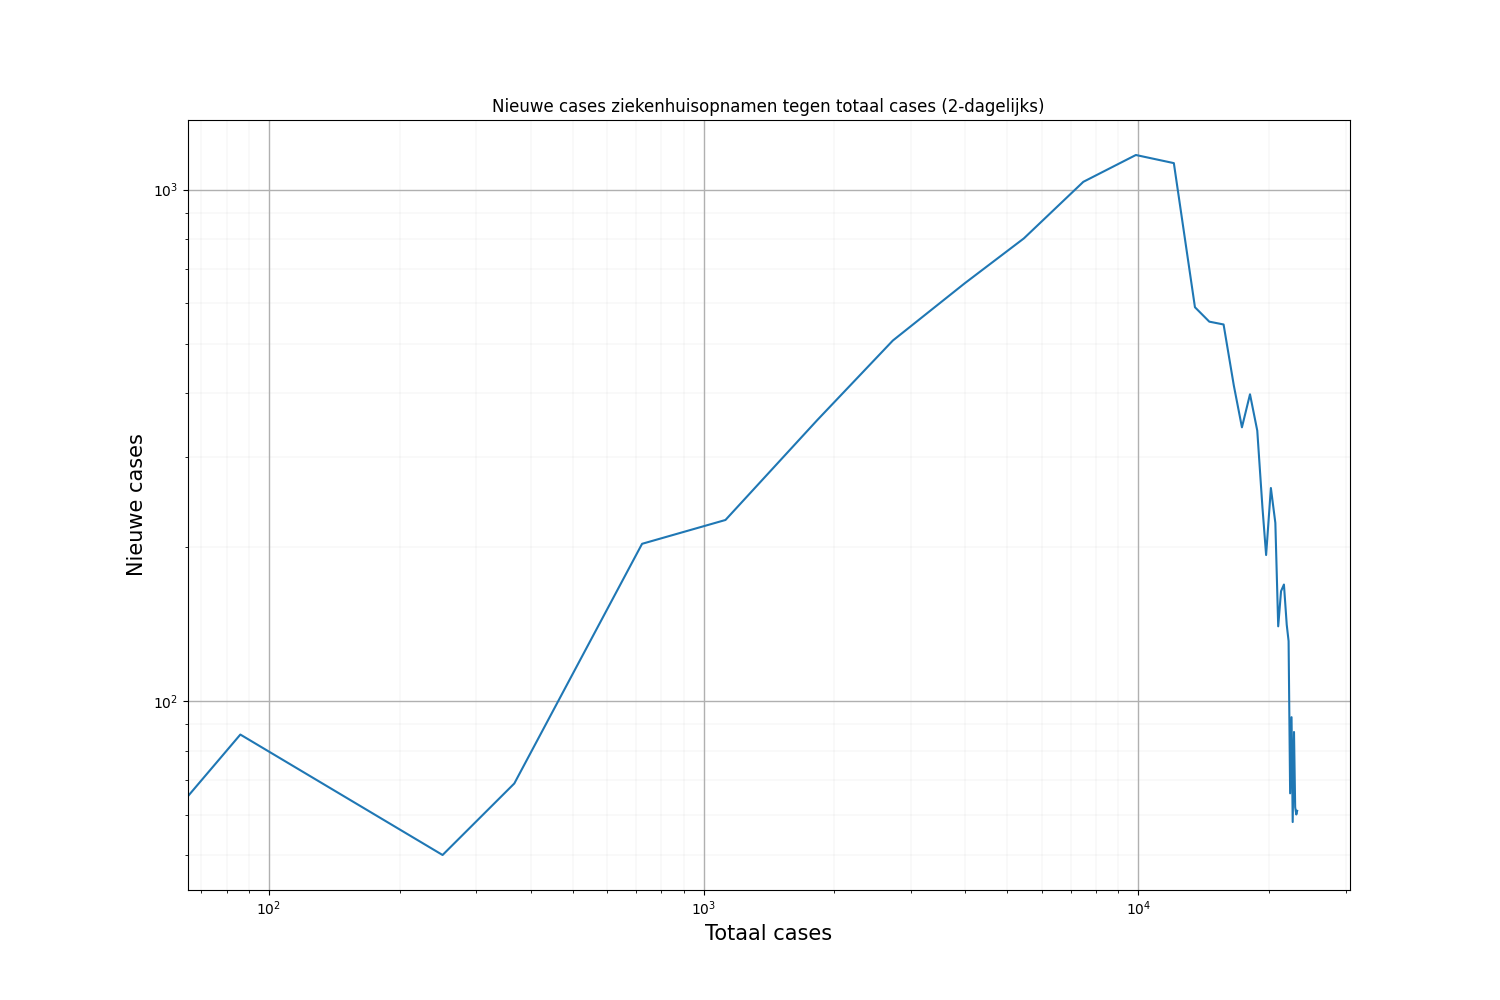 Nieuwe cases ziekenhuisopnamen tegen totaal cases (2-dagelijks)
10³
10²
Nieuwe cases
10² 10³ 10⁴
Totaal cases